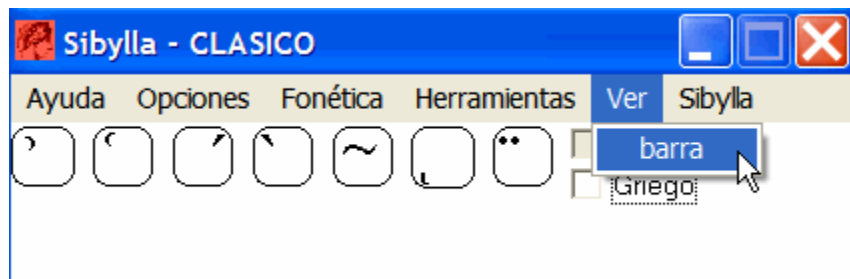 Sibylla - CLASICO
Ayuda Opciones Fonética Herramientas Ver Sibylla
barra
Griego